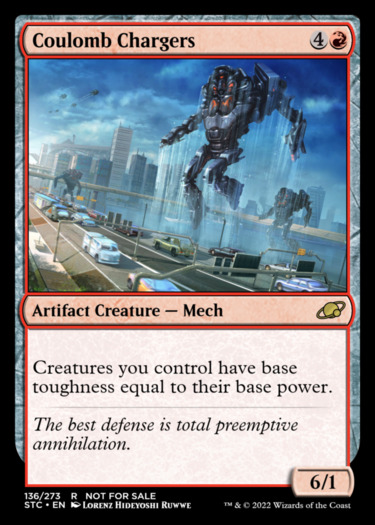 Coulomb Chargers 4
Artifact Creature — Mech
Creatures you control have base
toughness equal to their base power.
The best defense is total preemptive
annihilation.
6/1
136/273 R NOT FOR SALE
STC • EN Lorenz Hideyoshi Ruwwe
™ & © 2022 Wizards of the Coast